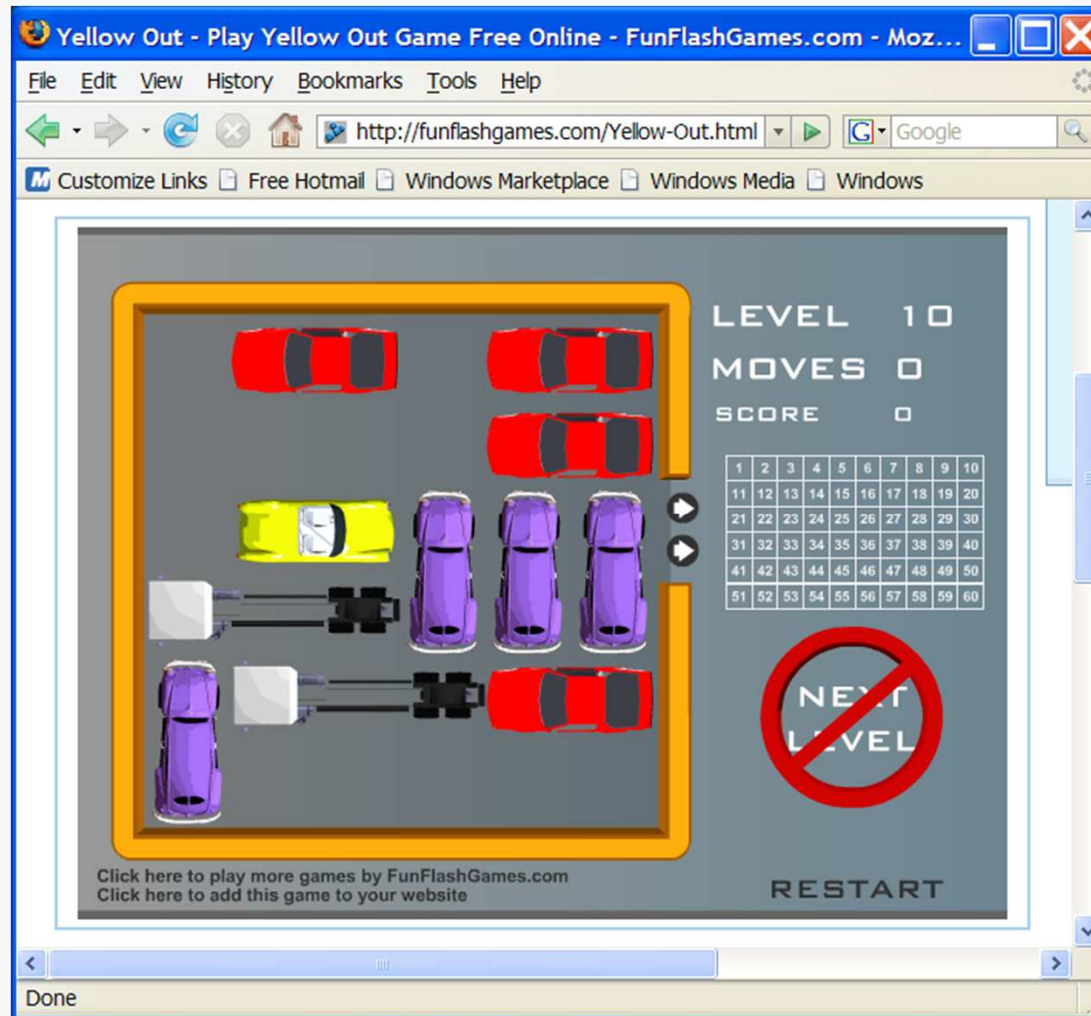 Yellow Out - Play Yellow Out Game Free Online - FunFlashGames.com - Moz...
File Edit View History Bookmarks Tools Help
http://funflashgames.com/Yellow-Out.html G Google
M Customize Links Free Hotmail Windows Marketplace Windows Media Windows
LEVEL 10
MOVES 0
SCORE 0
1 2 3 4 5 6 7 8 9 10
11 12 13 14 15 16 17 18 19 20
21 22 23 24 25 26 27 28 29 30
31 32 33 34 35 36 37 38 39 40
41 42 43 44 45 46 47 48 49 50
51 52 53 54 55 56 57 58 59 60
NEXT
LEVEL
Click here to play more games by FunFlashGames.com
Click here to add this game to your website
RESTART
Done